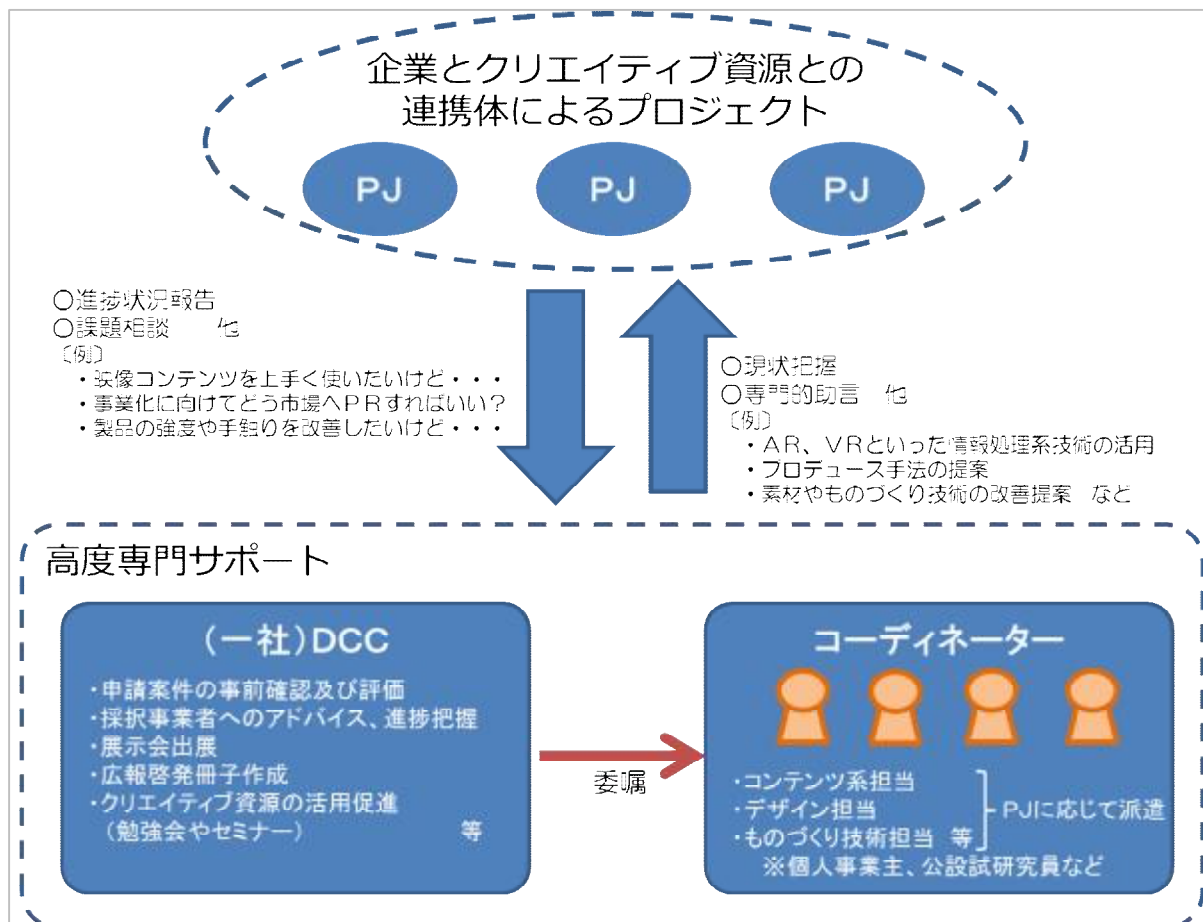 企業とクリエイティブ資源との
連携体によるプロジェクト
PJ
PJ
PJ
○進捗状況報告
○課題相談　他
〔例〕
・映像コンテンツを上手く使いたいけど・・・
・事業化に向けてどう市場へPRすればいい？
・製品の強度や手触りを改善したいけど・・・
○現状把握
○専門的助言　他
〔例〕
・AR、VRといった情報処理系技術の活用
・プロデュース手法の提案
・素材やものづくり技術の改善提案　など
高度専門サポート
（一社）DCC
・申請案件の事前確認及び評価
・採択事業者へのアドバイス、進捗把握
・展示会出展
・広報啓発冊子作成
・クリエイティブ資源の活用促進
（勉強会やセミナー）　等
委嘱
コーディネーター
・コンテンツ系担当
・デザイン担当
・ものづくり技術担当　等
PJに応じて派遣
※個人事業主、公設試研究員など